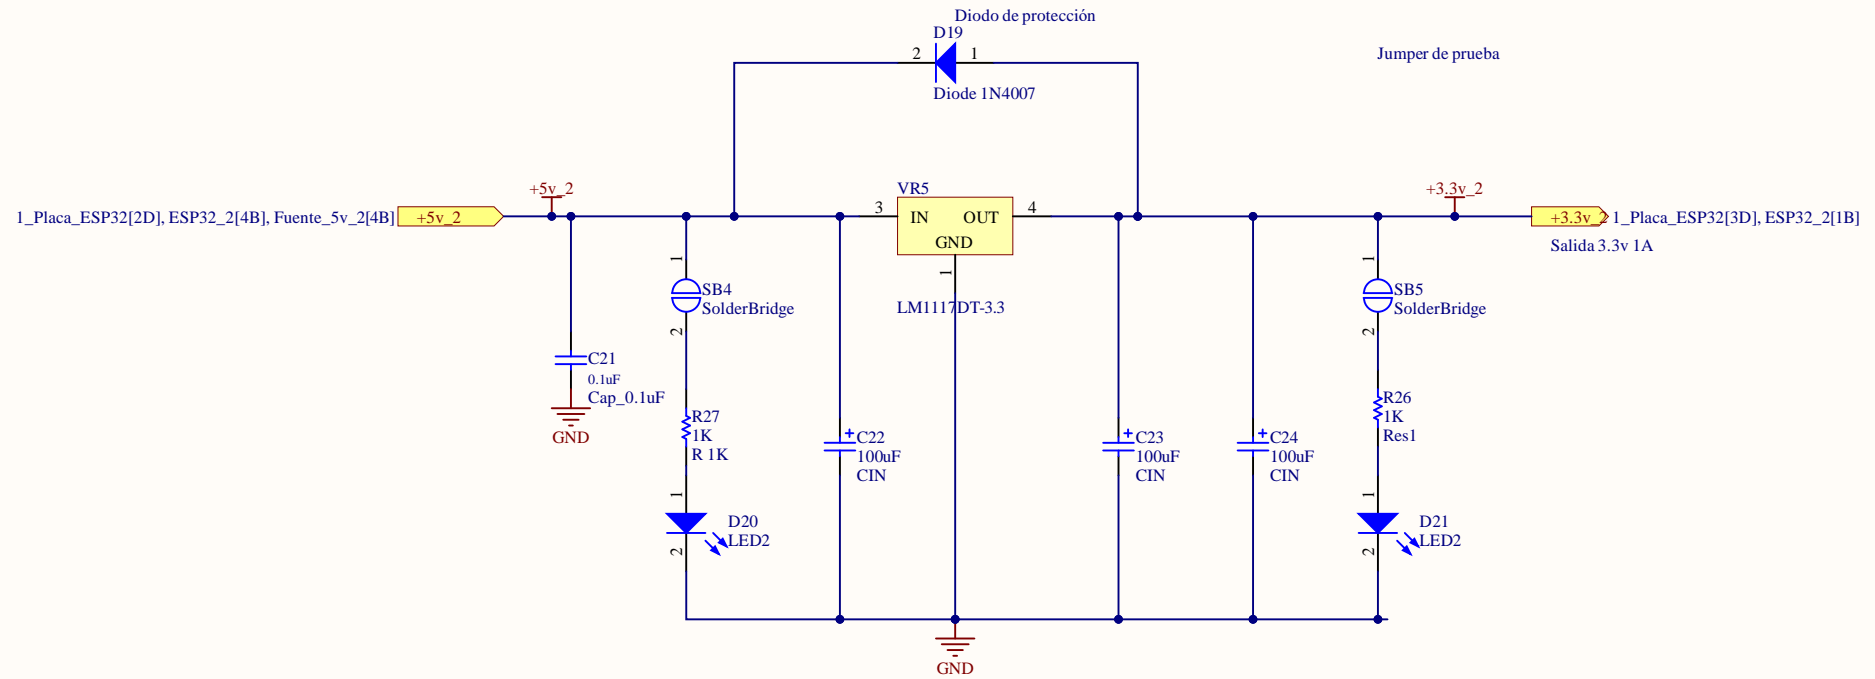 Diodo de protección
D19
2
1
Diode 1N4007
Jumper de prueba
1_Placa_ESP32[2D], ESP32_2[4B], Fuente_5v_2[4B]
+5v_2
+5v_2
VR5
3
IN
OUT
4
GND
1
LM1117DT-3.3
+3.3v_2
+3.3v_2
1_Placa_ESP32[3D], ESP32_2[1B]
Salida 3.3v 1A
1
SB4
SolderBridge
2
1
SB5
SolderBridge
2
C21
0.1uF
Cap_0.1uF
GND
R27
1K
R 1K
R26
1K
Res1
C22
100uF
CIN
C23
100uF
CIN
C24
100uF
CIN
1
D20
LED2
2
1
D21
LED2
2
GND